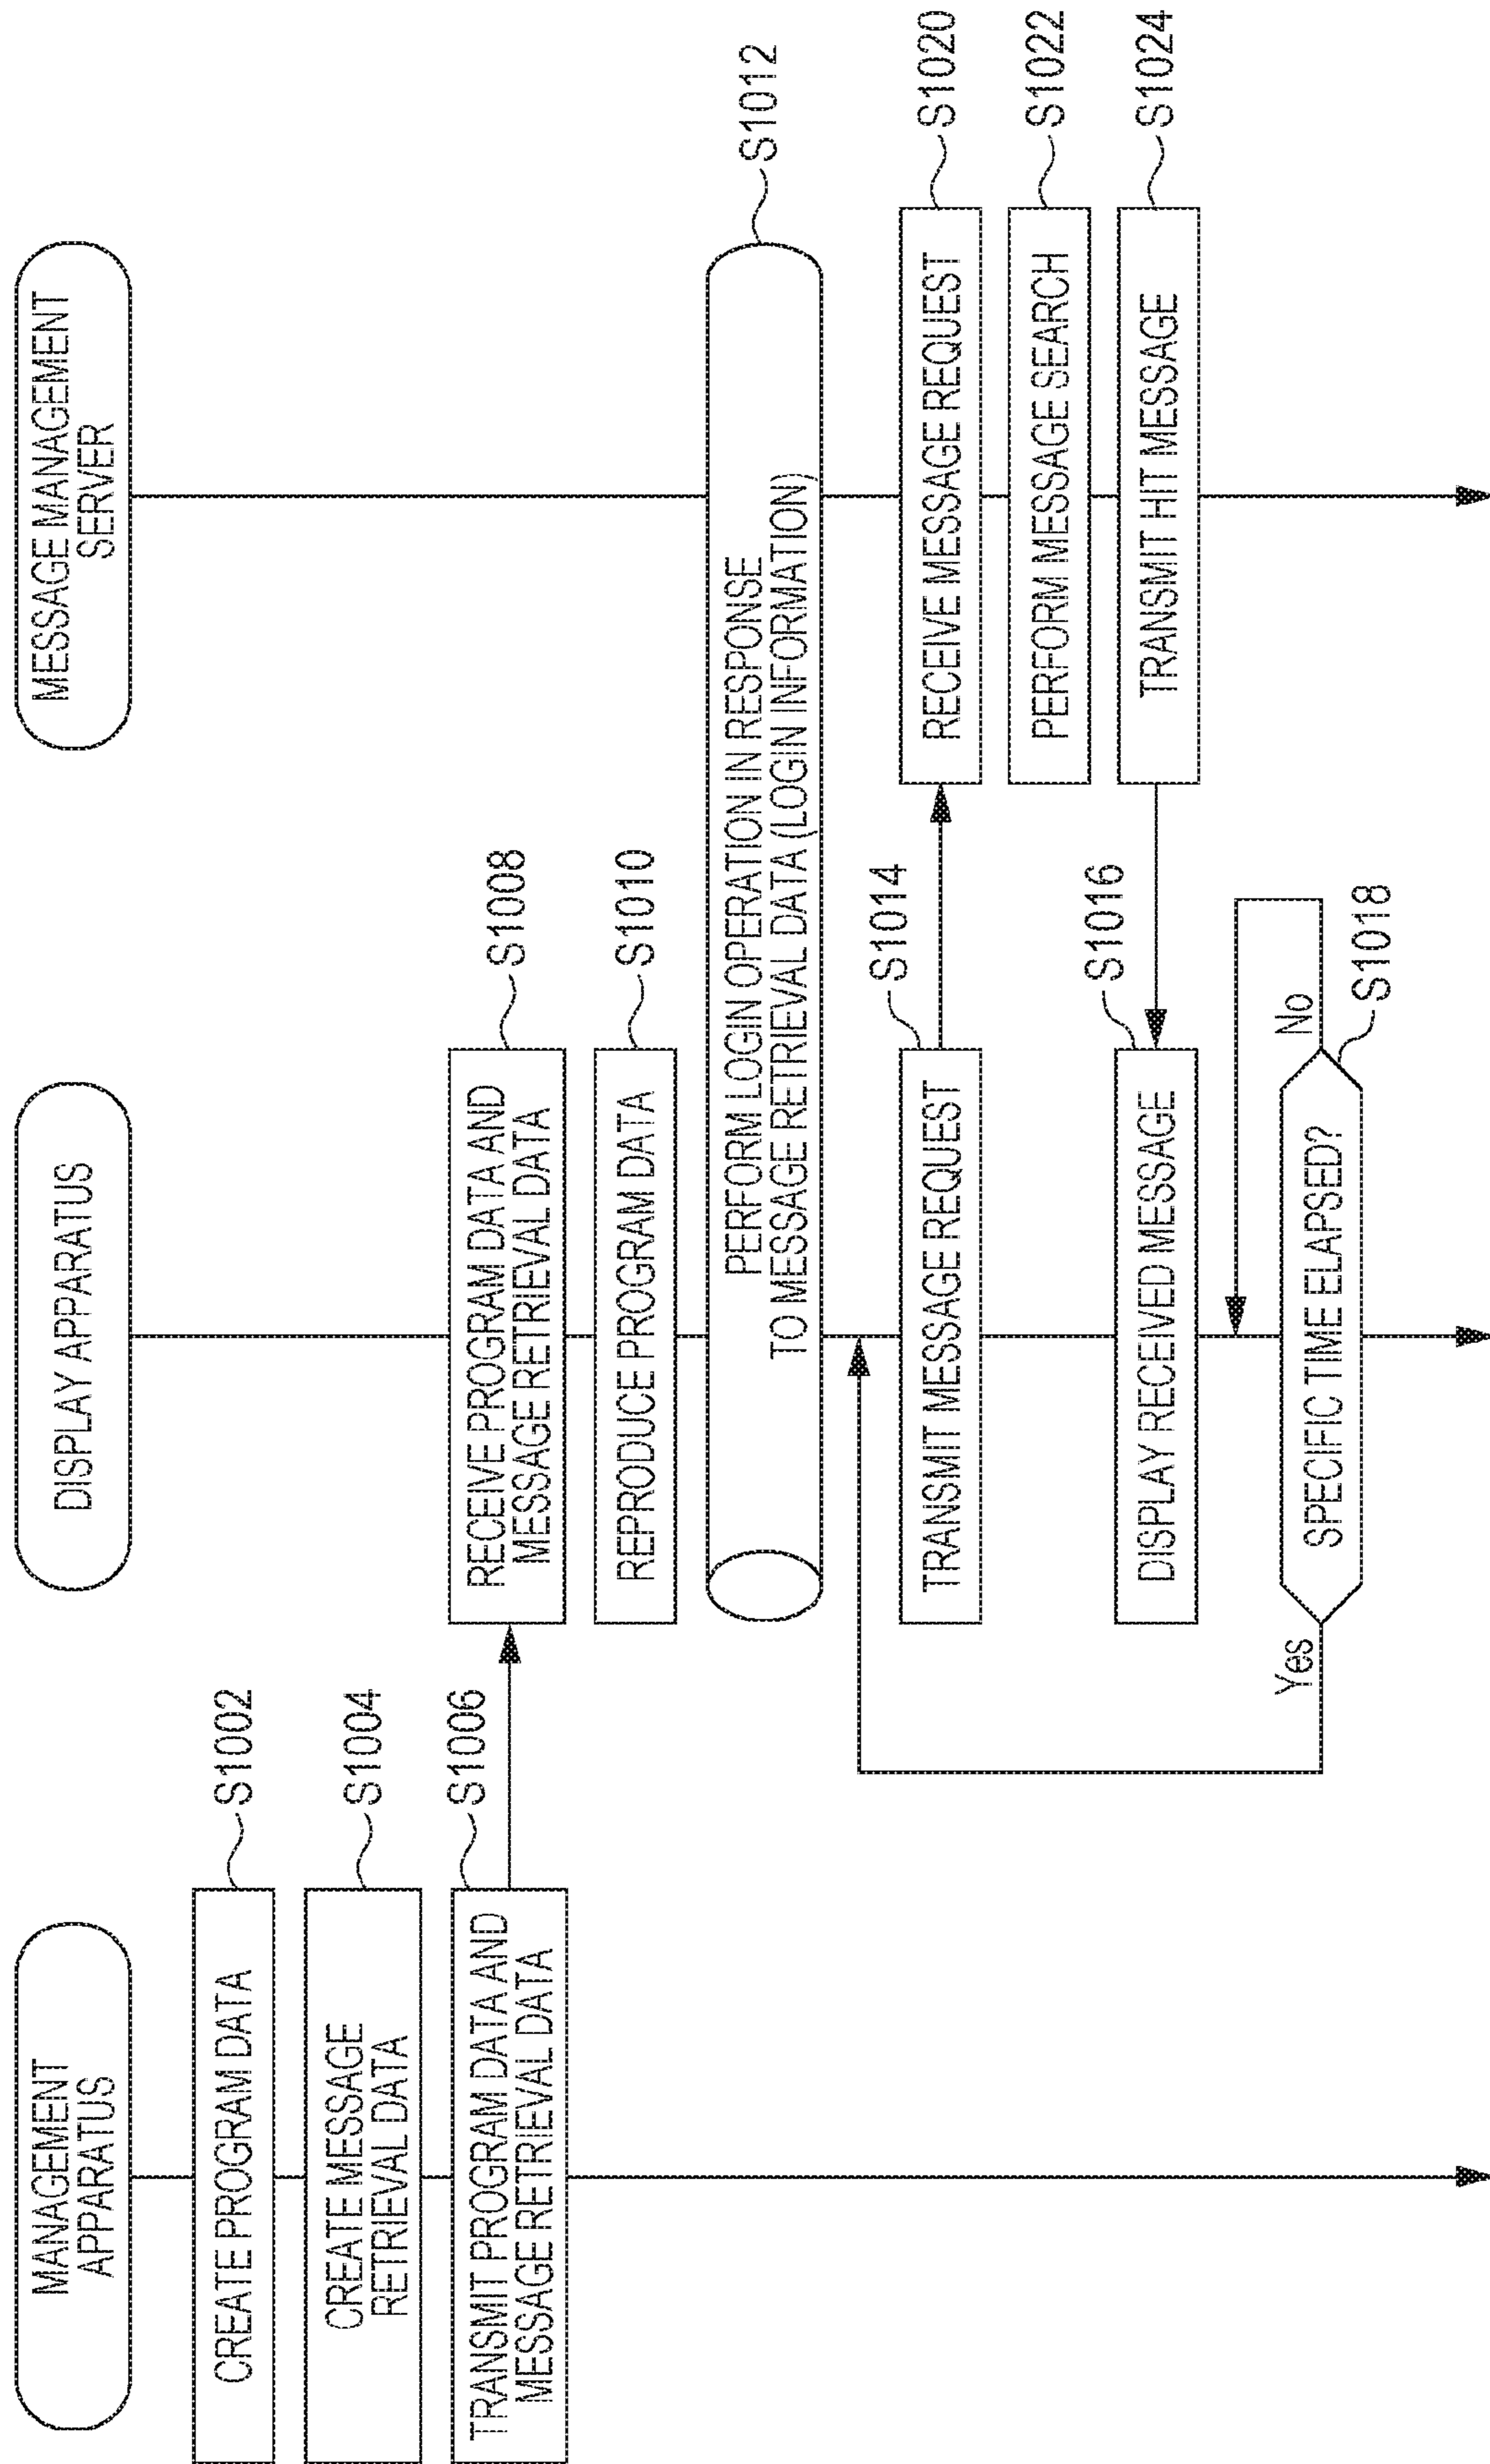 MANAGEMENT
APPARATUS
DISPLAY APPARATUS
MESSAGE MANAGEMENT
SERVER
CREATE PROGRAM DATA
S1002
CREATE MESSAGE
RETRIEVAL DATA
S1004
TRANSMIT PROGRAM DATA AND
MESSAGE RETRIEVAL DATA
S1006
RECEIVE PROGRAM DATA AND
MESSAGE RETRIEVAL DATA
S1008
REPRODUCE PROGRAM DATA
S1010
PERFORM LOGIN OPERATION IN RESPONSE
TO MESSAGE RETRIEVAL DATA (LOGIN INFORMATION)
S1012
TRANSMIT MESSAGE REQUEST
S1014
RECEIVE MESSAGE REQUEST
S1020
PERFORM MESSAGE SEARCH
S1022
TRANSMIT HIT MESSAGE
S1024
DISPLAY RECEIVED MESSAGE
S1016
Yes
SPECIFIC TIME ELAPSED?
No
S1018